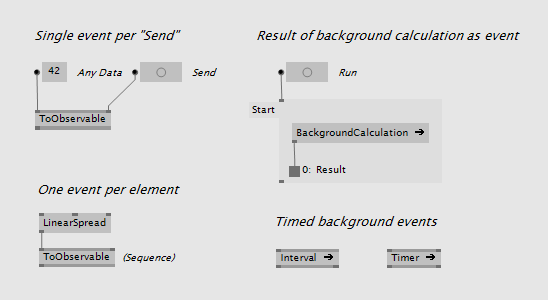 Single event per "Send"
42 Any Data Send
ToObservable
Result of background calculation as event
Run
Start
BackgroundCalculation →
0: Result
One event per element
LinearSpread
ToObservable (Sequence)
Timed background events
Interval → Timer →